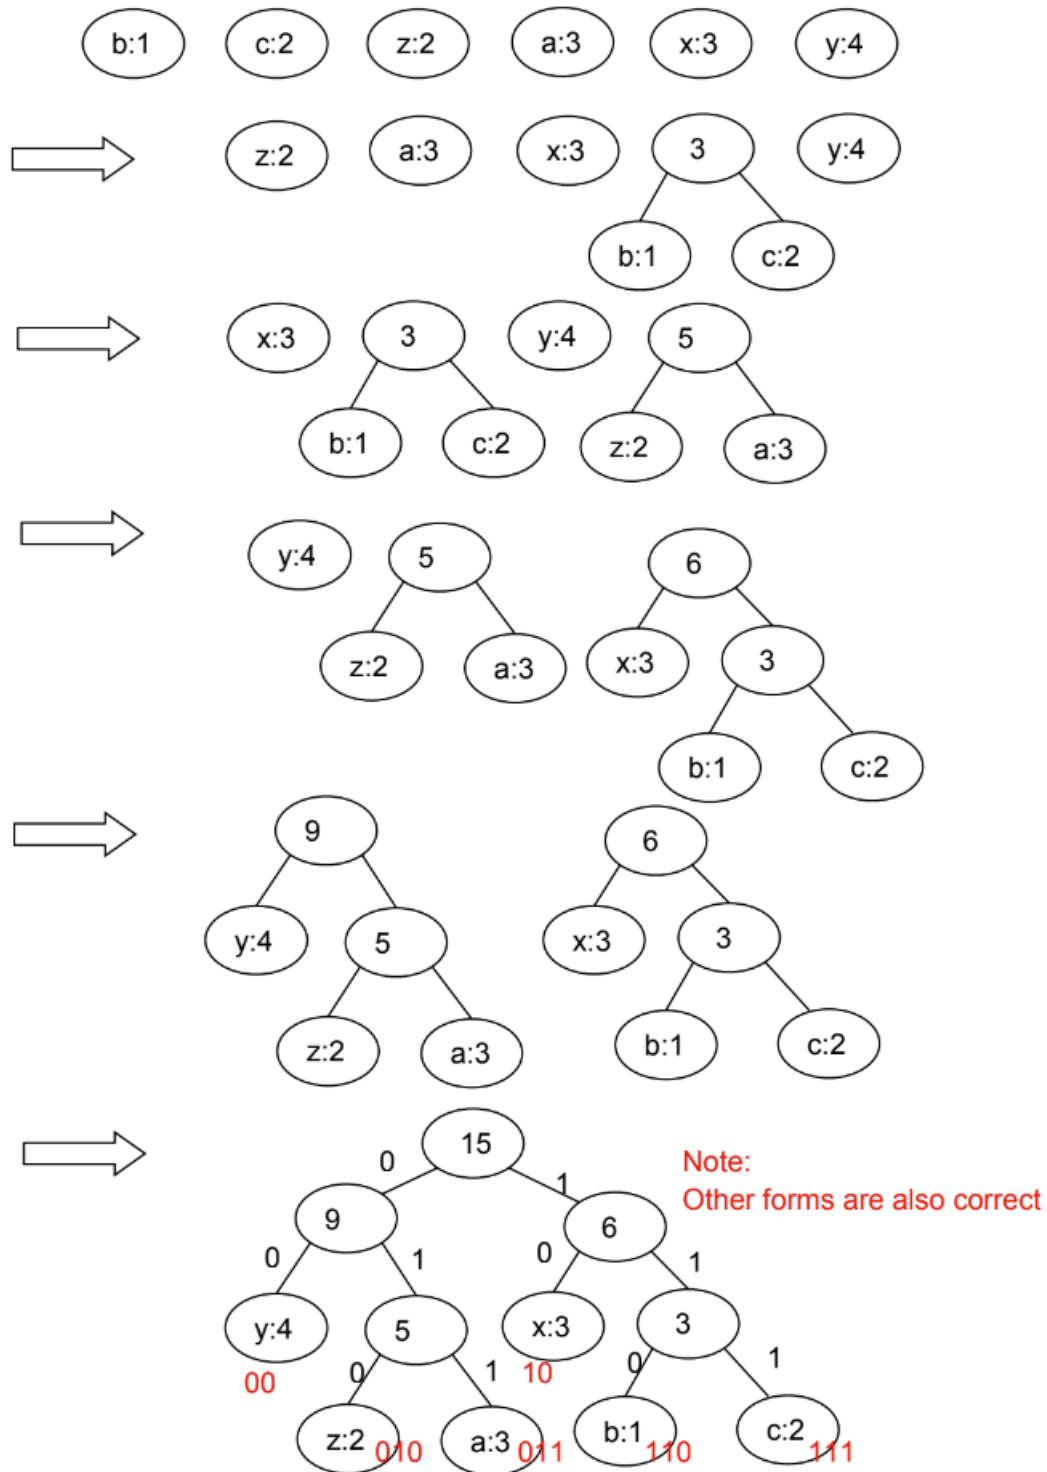 b:1 c:2 z:2 a:3 x:3 y:4
z:2 a:3 x:3 3 y:4
b:1 c:2
x:3 3 y:4 5
b:1 c:2 z:2 a:3
y:4 5 6
z:2 a:3 x:3 3
b:1 c:2
9 6
y:4 5 x:3 3
z:2 a:3 b:1 c:2
15
0 1
Note:
Other forms are also correct
9 6
0 1 0 1
y:4 5 x:3 3
00 0 1 10 0 1
z:2 010 a:3 011 b:1 110 c:2 111